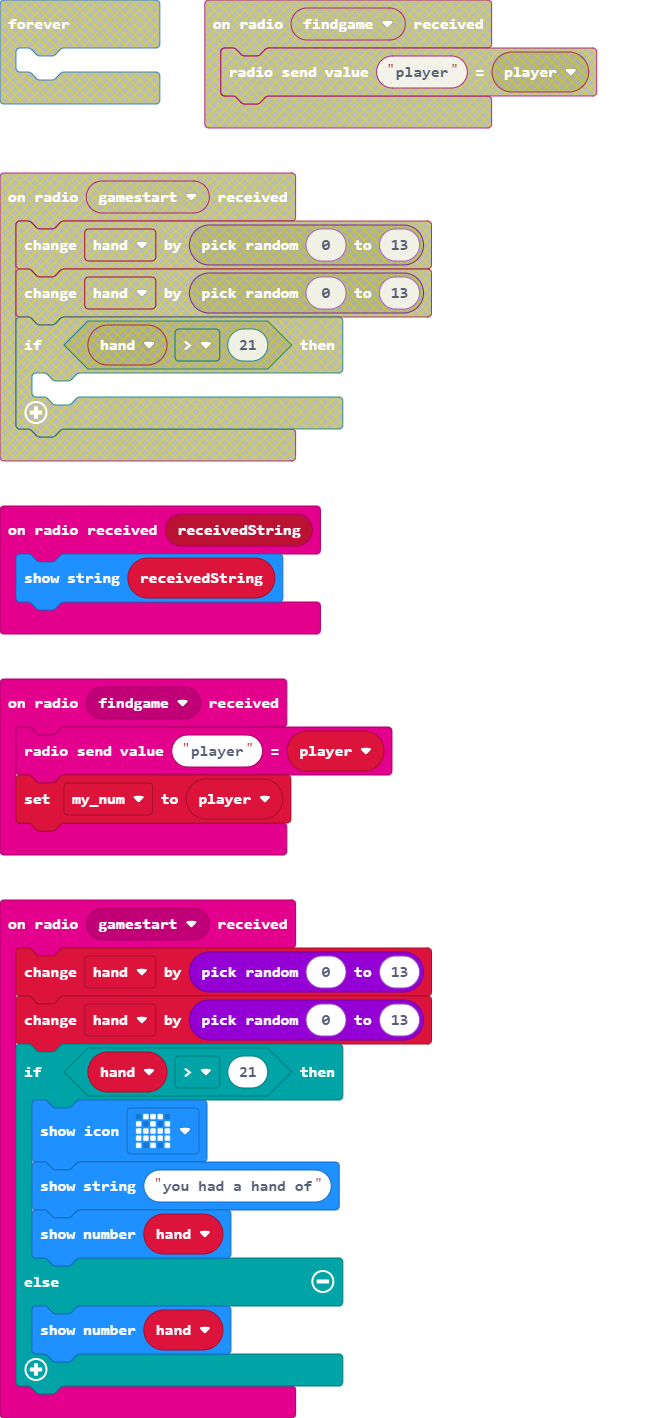 forever
on radio findgame received
radio send value "player" = player
on radio gamestart received
change hand by pick random 0 to 13
change hand by pick random 0 to 13
if hand > 21 then
on radio received receivedString
show string receivedString
on radio findgame received
radio send value "player" = player
set my_num to player
on radio gamestart received
change hand by pick random 0 to 13
change hand by pick random 0 to 13
if hand > 21 then
show icon
show string "you had a hand of"
show number hand
else
show number hand